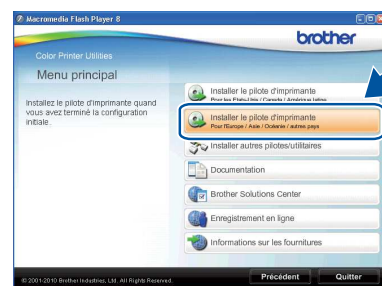 Macromedia Flash Player 8
brother
Color Printer Utilities
Menu principal
Installez le pilote d'imprimante quand
vous avez terminé la configuration
initiale.
Installer le pilote d'imprimante
Pour les Etats-Unis / Canada / Amérique latine
Installer le pilote d'imprimante
Pour l'Europe / Asie / Océanie / autres pays
Installer autres pilotes/utilitaires
Documentation
Brother Solutions Center
Enregistrement en ligne
Informations sur les fournitures
© 2001-2010 Brother Industries, Ltd. All Rights Reserved.
Précédent
Quitter